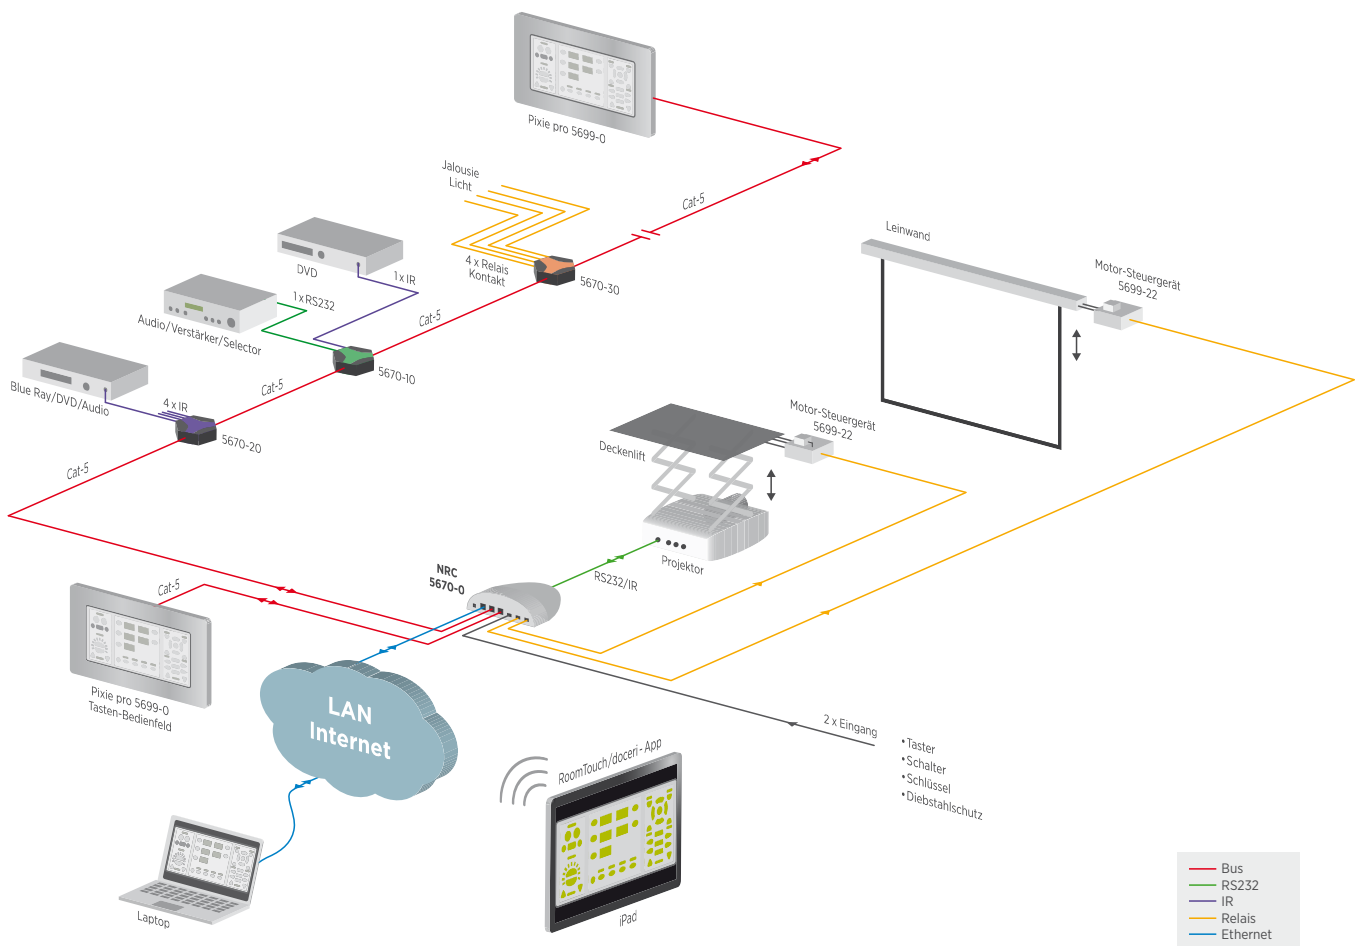 Pixie pro 5699-0
Jalousie
Licht
Cat-5
4 x Relais
Kontakt
5670-30
DVD
1 x IR
1 x RS232
Audio/Verstärker/Selector
Cat-5
5670-10
Cat-5
Blue Ray/DVD/Audio
4 x IR
5670-20
Cat-5
Leinwand
Motor-Steuergerät
5699-22
Motor-Steuergerät
5699-22
Deckenlift
Projektor
RS232/IR
NRC
5670-0
Cat-5
Pixie pro 5699-0
Tasten-Bedienfeld
LAN
Internet
2 x Eingang
•Taster
•Schalter
•Schlüssel
•Diebstahlschutz
RoomTouch/doceri-App
iPad
Laptop
Bus
RS232
IR
Relais
Ethernet